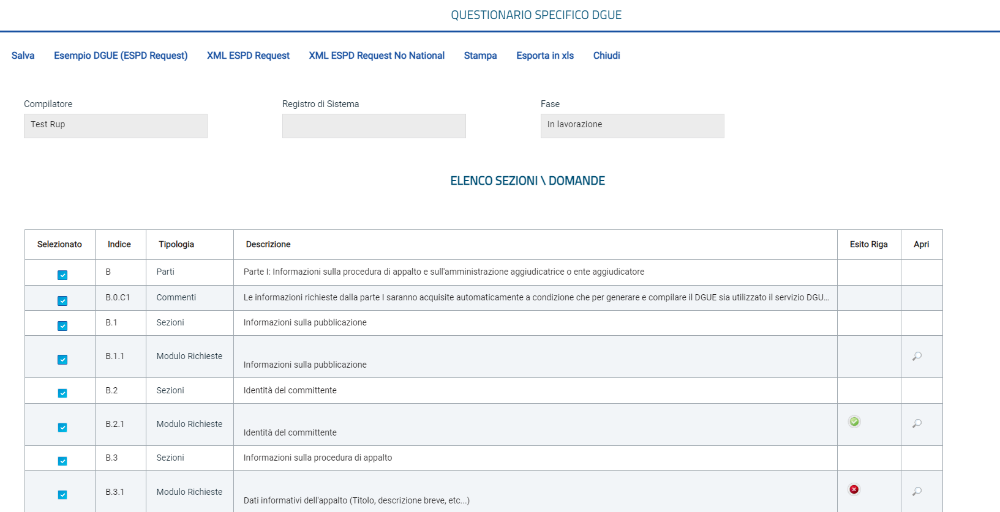 QUESTIONARIO SPECIFICO DGUE
Salva Esempio DGUE (ESPD Request) XML ESPD Request XML ESPD Request No National Stampa Esporta in xls Chiudi
Compilatore Registro di Sistema Fase
Test Rup In lavorazione
ELENCO SEZIONI \ DOMANDE
Selezionato Indice Tipologia Descrizione Esito Riga Apri
B Parti Parte I: Informazioni sulla procedura di appalto e sull'amministrazione aggiudicatrice o ente aggiudicatore
B.0.C1 Commenti Le informazioni richieste dalla parte I saranno acquisite automaticamente a condizione che per generare e compilare il DGUE sia utilizzato il servizio DGU...
B.1 Sezioni Informazioni sulla pubblicazione
B.1.1 Modulo Richieste
Informazioni sulla pubblicazione
B.2 Sezioni Identità del committente
B.2.1 Modulo Richieste
Identità del committente
B.3 Sezioni Informazioni sulla procedura di appalto
B.3.1 Modulo Richieste
Dati informativi dell'appalto (Titolo, descrizione breve, etc...)